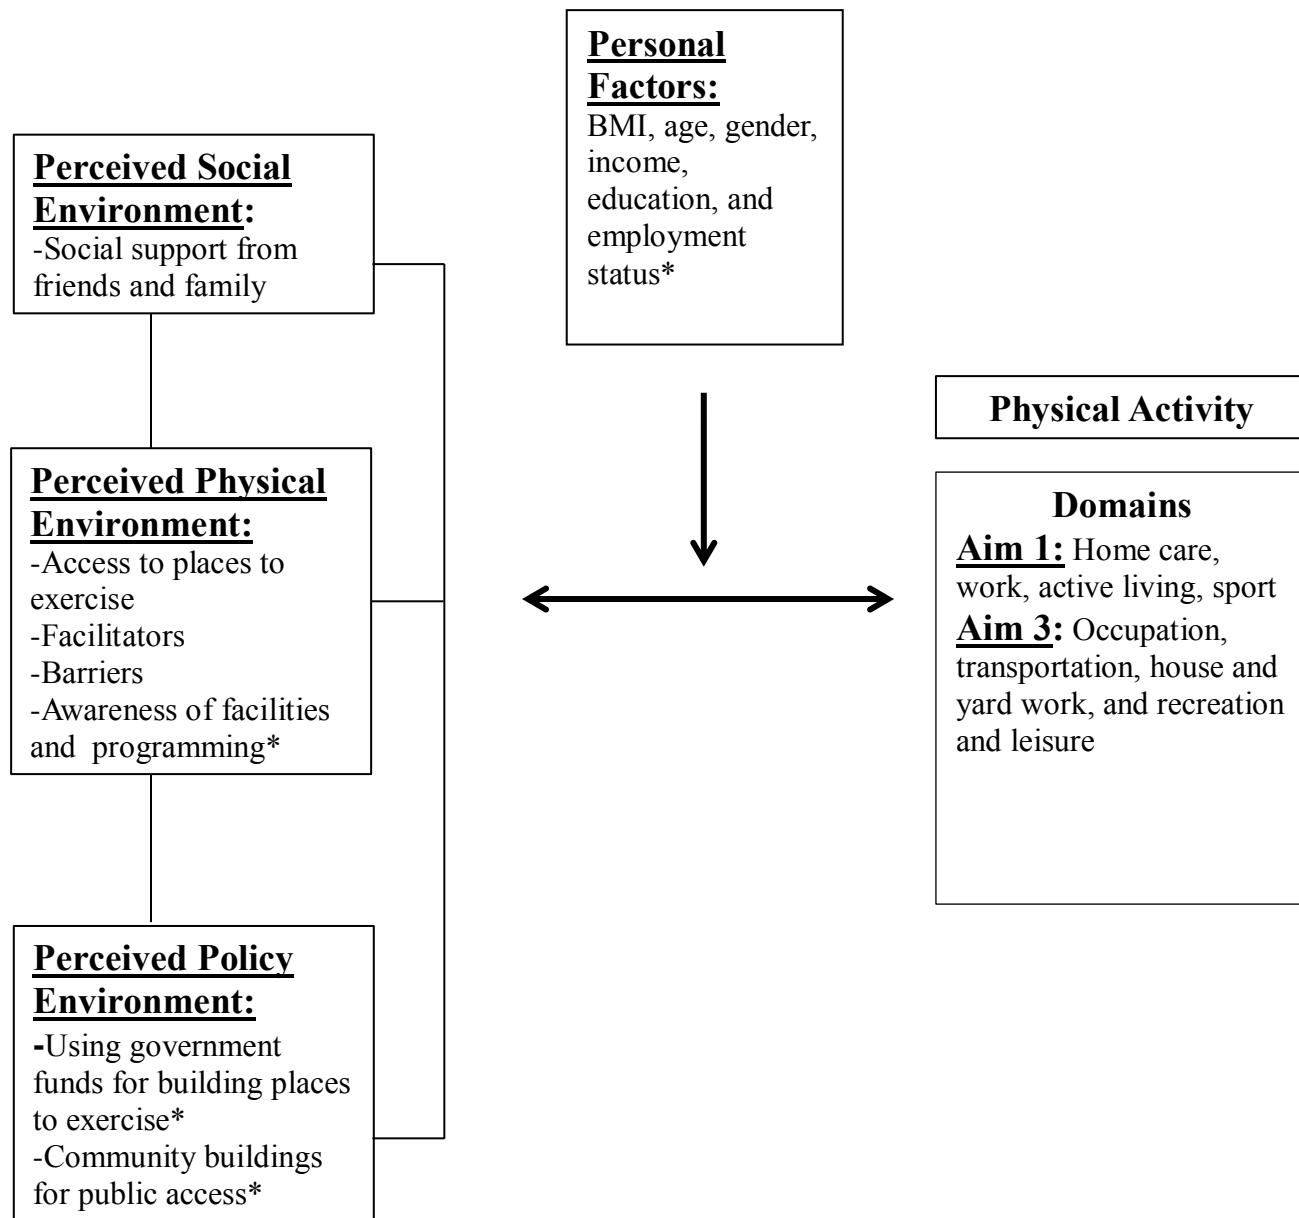 Personal
Factors:
BMI, age, gender,
income,
education, and
employment
status*
Perceived Social
Environment:
-Social support from
friends and family
Perceived Physical
Environment:
-Access to places to
exercise
-Facilitators
-Barriers
-Awareness of facilities
and programming*
Perceived Policy
Environment:
-Using government
funds for building places
to exercise*
-Community buildings
for public access*
Physical Activity
Domains
Aim 1: Home care,
work, active living, sport
Aim 3: Occupation,
transportation, house and
yard work, and recreation
and leisure